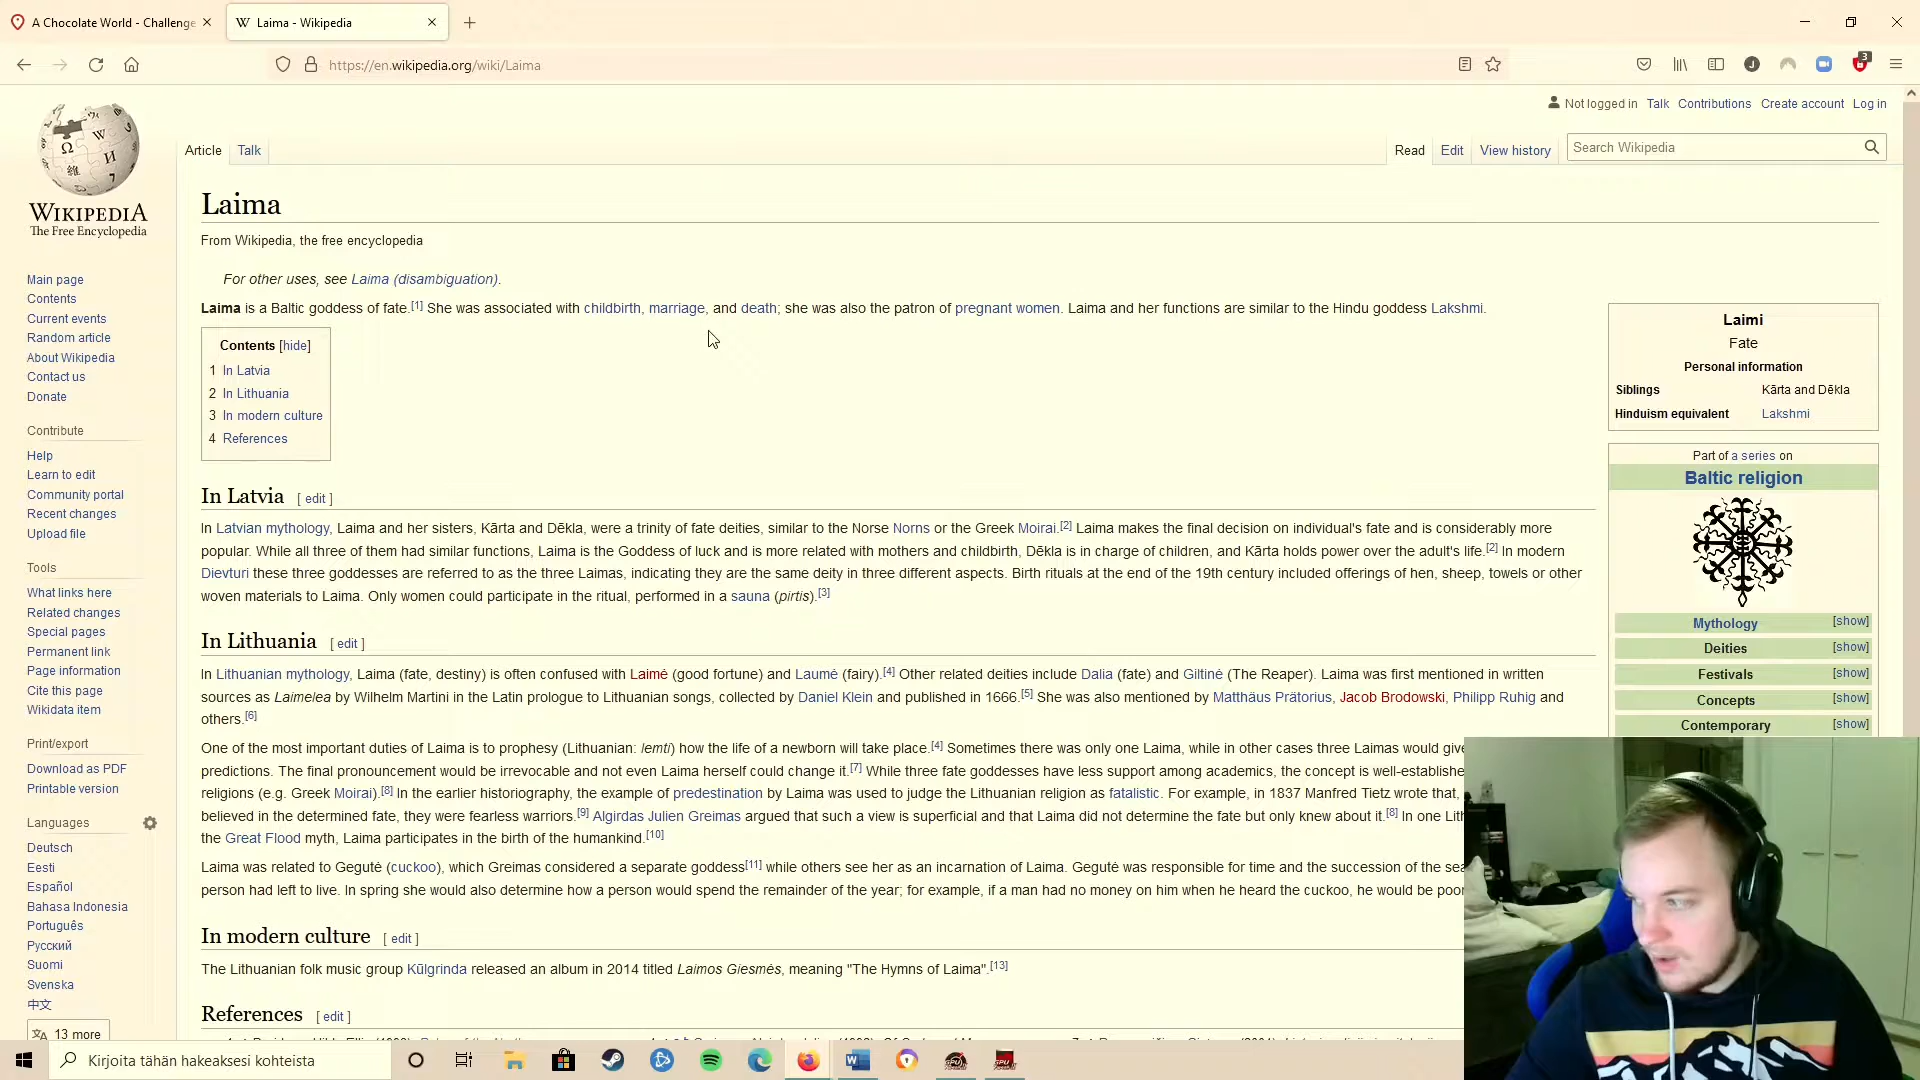 A Chocolate World - Challenge
Laima - Wikipedia
https://en.wikipedia.org/wiki/Laima
J
3
Not logged in Talk Contributions Create account Log in
Article Talk
Read Edit View history Search Wikipedia
WIKIPEDIA
The Free Encyclopedia
Main page
Contents
Current events
Random article
About Wikipedia
Contact us
Donate
Contribute
Help
Learn to edit
Community portal
Recent changes
Upload file
Tools
What links here
Related changes
Special pages
Permanent link
Page information
Cite this page
Wikidata item
Print/export
Download as PDF
Printable version
Languages
Deutsch
Eesti
Español
Bahasa Indonesia
Português
Русский
Suomi
Svenska
中文
13 more
Laima
From Wikipedia, the free encyclopedia
For other uses, see Laima (disambiguation).
Laima is a Baltic goddess of fate.[1] She was associated with childbirth, marriage, and death; she was also the patron of pregnant women. Laima and her functions are similar to the Hindu goddess Lakshmi.
Contents [hide]
1 In Latvia
2 In Lithuania
3 In modern culture
4 References
Laimi
Fate
Personal information
Siblings Kārta and Dēkla
Hinduism equivalent Lakshmi
Part of a series on
Baltic religion
Mythology [show]
Deities [show]
Festivals [show]
Concepts [show]
Contemporary [show]
In Latvia [ edit ]
In Latvian mythology, Laima and her sisters, Kārta and Dēkla, were a trinity of fate deities, similar to the Norse Norns or the Greek Moirai.[2] Laima makes the final decision on individual's fate and is considerably more
popular. While all three of them had similar functions, Laima is the Goddess of luck and is more related with mothers and childbirth, Dēkla is in charge of children, and Kārta holds power over the adult's life.[2] In modern
Dievturi these three goddesses are referred to as the three Laimas, indicating they are the same deity in three different aspects. Birth rituals at the end of the 19th century included offerings of hen, sheep, towels or other
woven materials to Laima. Only women could participate in the ritual, performed in a sauna (pirtis).[3]
In Lithuania [ edit ]
In Lithuanian mythology, Laima (fate, destiny) is often confused with Laimė (good fortune) and Laumė (fairy).[4] Other related deities include Dalia (fate) and Giltinė (The Reaper). Laima was first mentioned in written
sources as Laimelea by Wilhelm Martini in the Latin prologue to Lithuanian songs, collected by Daniel Klein and published in 1666.[5] She was also mentioned by Matthäus Prätorius, Jacob Brodowski, Philipp Ruhig and
others.[6]
One of the most important duties of Laima is to prophesy (Lithuanian: lemti) how the life of a newborn will take place.[4] Sometimes there was only one Laima, while in other cases three Laimas would give
predictions. The final pronouncement would be irrevocable and not even Laima herself could change it.[7] While three fate goddesses have less support among academics, the concept is well-establishe
religions (e.g. Greek Moirai).[8] In the earlier historiography, the example of predestination by Laima was used to judge the Lithuanian religion as fatalistic. For example, in 1837 Manfred Tietz wrote that,
believed in the determined fate, they were fearless warriors.[9] Algirdas Julien Greimas argued that such a view is superficial and that Laima did not determine the fate but only knew about it.[8] In one Lit
the Great Flood myth, Laima participates in the birth of the humankind.[10]
Laima was related to Gegutė (cuckoo), which Greimas considered a separate goddess[11] while others see her as an incarnation of Laima. Gegutė was responsible for time and the succession of the sea
person had left to live. In spring she would also determine how a person would spend the remainder of the year; for example, if a man had no money on him when he heard the cuckoo, he would be poor
In modern culture [ edit ]
The Lithuanian folk music group Kūlgrinda released an album in 2014 titled Laimos Giesmės, meaning "The Hymns of Laima".[13]
References [ edit ]
Kirjoita tähän hakeaksesi kohteista